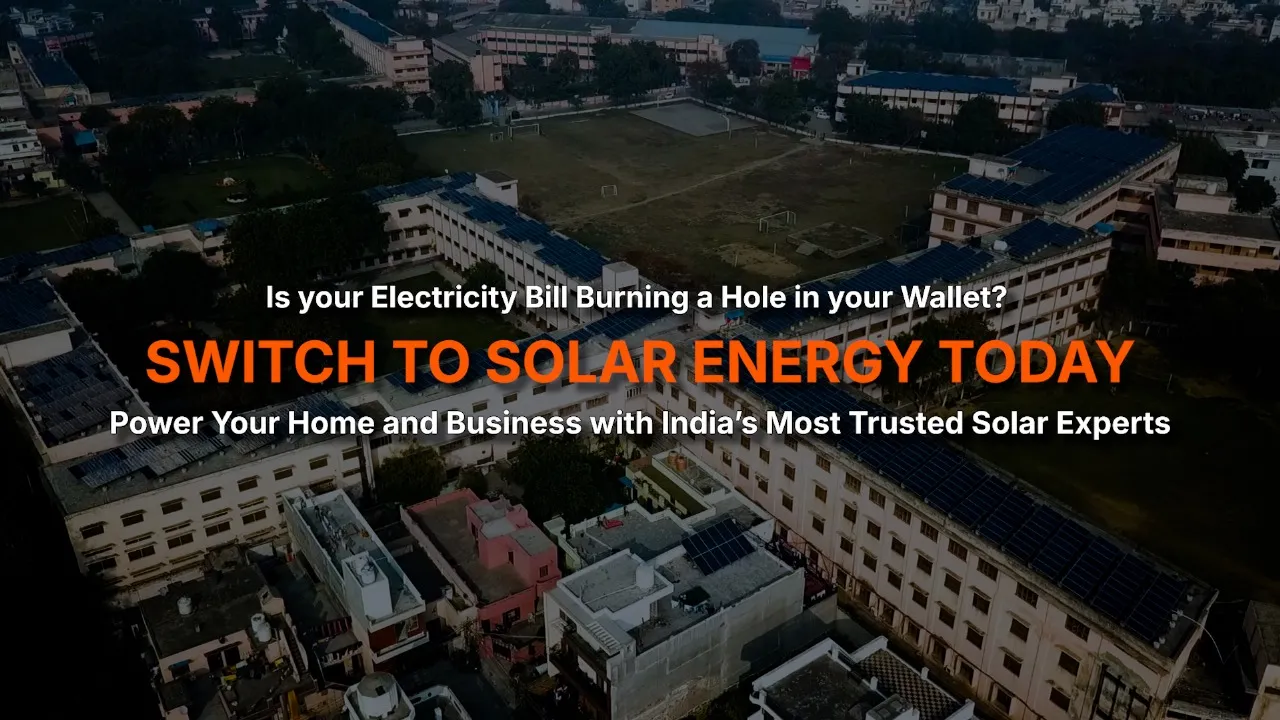 Is your Electricity Bill Burning a Hole in your Wallet?
SWITCH TO SOLAR ENERGY TODAY
Power Your Home and Business with India’s Most Trusted Solar Experts